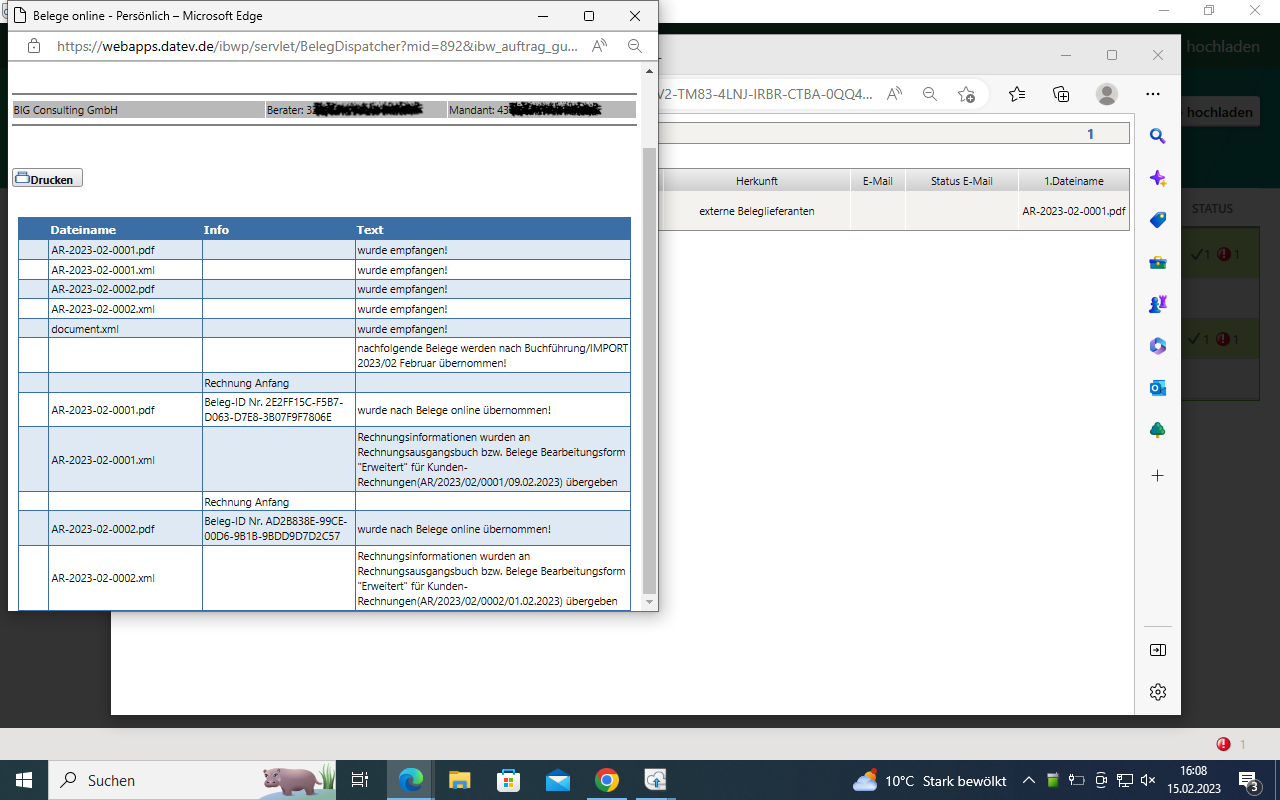 Belege online - Persönlich – Microsoft Edge
https://webapps.datev.de/ibwp/servlet/BelegDispatcher?mid=892&ibw_auftrag_gu...
BIG Consulting GmbH
Berater: 3
Mandant: 43
Drucken
Dateiname Info Text
AR-2023-02-0001.pdf wurde empfangen!
AR-2023-02-0001.xml wurde empfangen!
AR-2023-02-0002.pdf wurde empfangen!
AR-2023-02-0002.xml wurde empfangen!
document.xml wurde empfangen!
nachfolgende Belege werden nach Buchführung/IMPORT
2023/02 Februar übernommen!
Rechnung Anfang
AR-2023-02-0001.pdf
Beleg-ID Nr. 2E2FF15C-F5B7-
D063-D7E8-3B07F9F7806E
wurde nach Belege online übernommen!
AR-2023-02-0001.xml
Rechnungsinformationen wurden an
Rechnungsausgangsbuch bzw. Belege Bearbeitungsform
"Erweitert" für Kunden-
Rechnungen(AR/2023/02/0001/09.02.2023) übergeben
Rechnung Anfang
AR-2023-02-0002.pdf
Beleg-ID Nr. AD2B838E-99CE-
00D6-9B1B-9BDD9D7D2C57
wurde nach Belege online übernommen!
AR-2023-02-0002.xml
Rechnungsinformationen wurden an
Rechnungsausgangsbuch bzw. Belege Bearbeitungsform
"Erweitert" für Kunden-
Rechnungen(AR/2023/02/0002/01.02.2023) übergeben
V2-TM83-4LNJ-IRBR-CTBA-0QQ4...
1
Herkunft E-Mail Status E-Mail 1.Dateiname
externe Beleglieferanten AR-2023-02-0001.pdf
hochladen
hochladen
STATUS
1 1
1 1
1
Suchen
10°C Stark bewölkt
16:08
15.02.2023
3